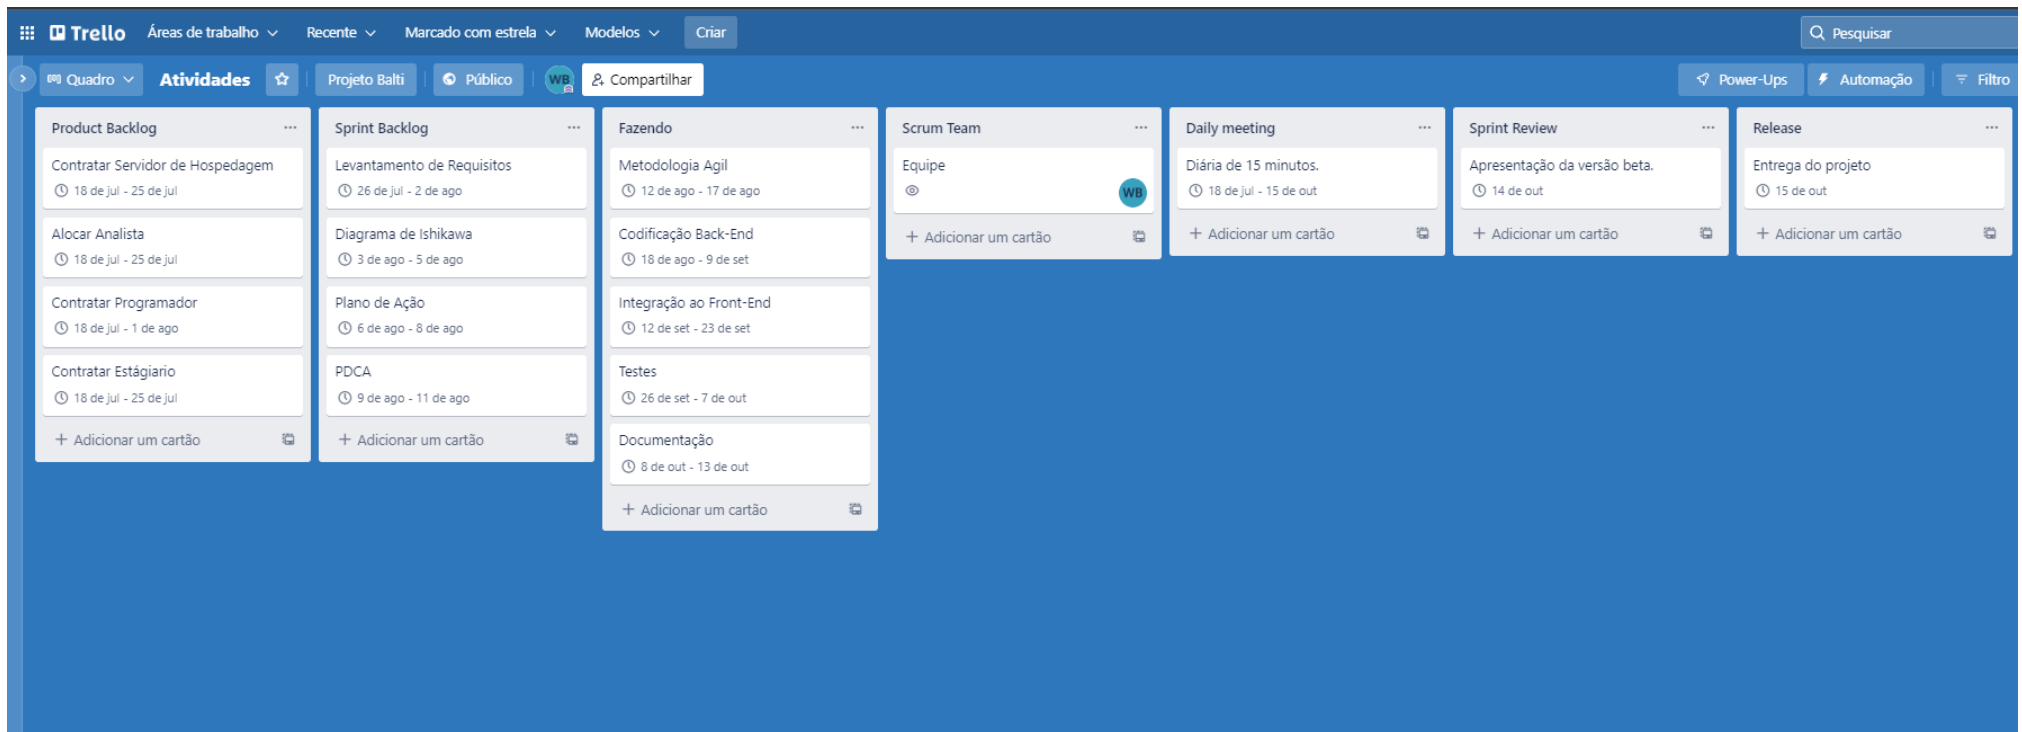 Trello Áreas de trabalho Recente Marcado com estrela Modelos Criar Pesquisar
Quadro Atividades Projeto Balti Público WB Compartilhar Power-Ups Automação Filtro
Product Backlog
Contratar Servidor de Hospedagem
18 de jul - 25 de jul
Alocar Analista
18 de jul - 25 de jul
Contratar Programador
18 de jul - 1 de ago
Contratar Estágiario
18 de jul - 25 de jul
+ Adicionar um cartão
Sprint Backlog
Levantamento de Requisitos
26 de jul - 2 de ago
Diagrama de Ishikawa
3 de ago - 5 de ago
Plano de Ação
6 de ago - 8 de ago
PDCA
9 de ago - 11 de ago
+ Adicionar um cartão
Fazendo
Metodologia Agil
12 de ago - 17 de ago
Codificação Back-End
18 de ago - 9 de set
Integração ao Front-End
12 de set - 23 de set
Testes
26 de set - 7 de out
Documentação
8 de out - 13 de out
+ Adicionar um cartão
Scrum Team
Equipe
WB
+ Adicionar um cartão
Daily meeting
Diária de 15 minutos.
18 de jul - 15 de out
+ Adicionar um cartão
Sprint Review
Apresentação da versão beta.
14 de out
+ Adicionar um cartão
Release
Entrega do projeto
15 de out
+ Adicionar um cartão